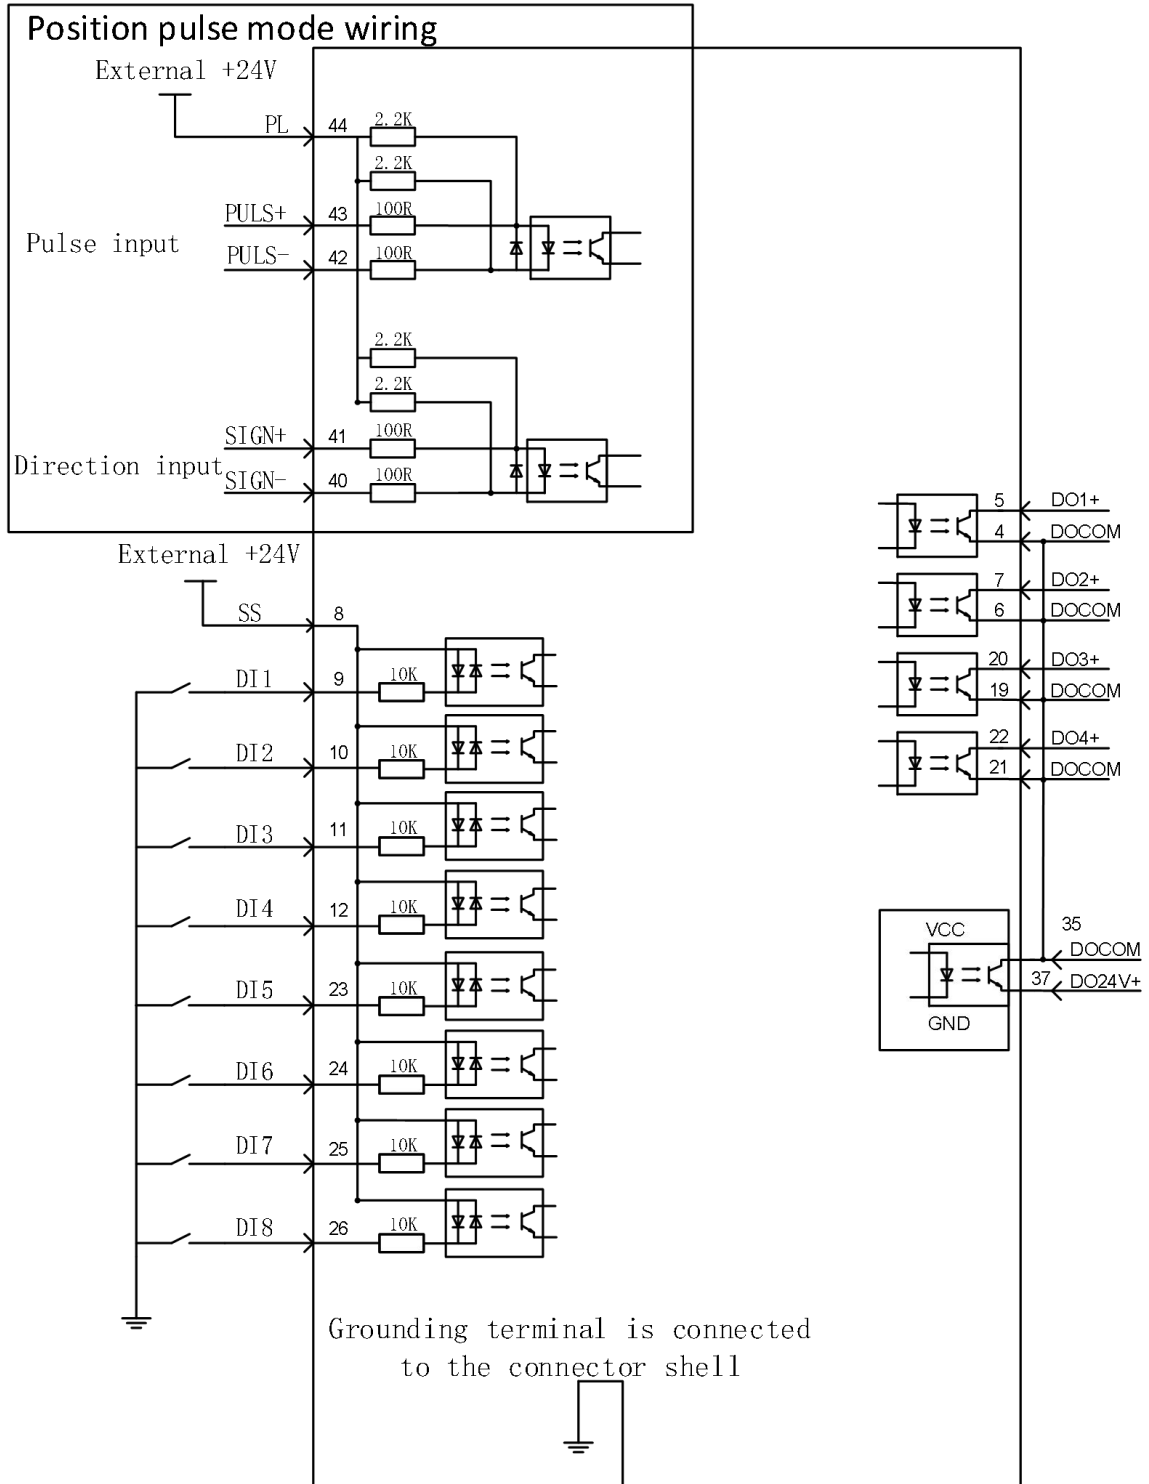 Position pulse mode wiring
External +24V
PL
44
2.2K
2.2K
PULS+
43
100R
Pulse input
PULS-
42
100R
2.2K
2.2K
SIGN+
41
100R
Direction input
SIGN-
40
100R
5
DO1+
4
DOCOM
7
DO2+
6
DOCOM
20
DO3+
19
DOCOM
22
DO4+
21
DOCOM
VCC
35
DOCOM
37
DO24V+
GND
External +24V
SS
8
DI1
9
10K
DI2
10
10K
DI3
11
10K
DI4
12
10K
DI5
23
10K
DI6
24
10K
DI7
25
10K
DI8
26
10K
Grounding terminal is connected
to the connector shell